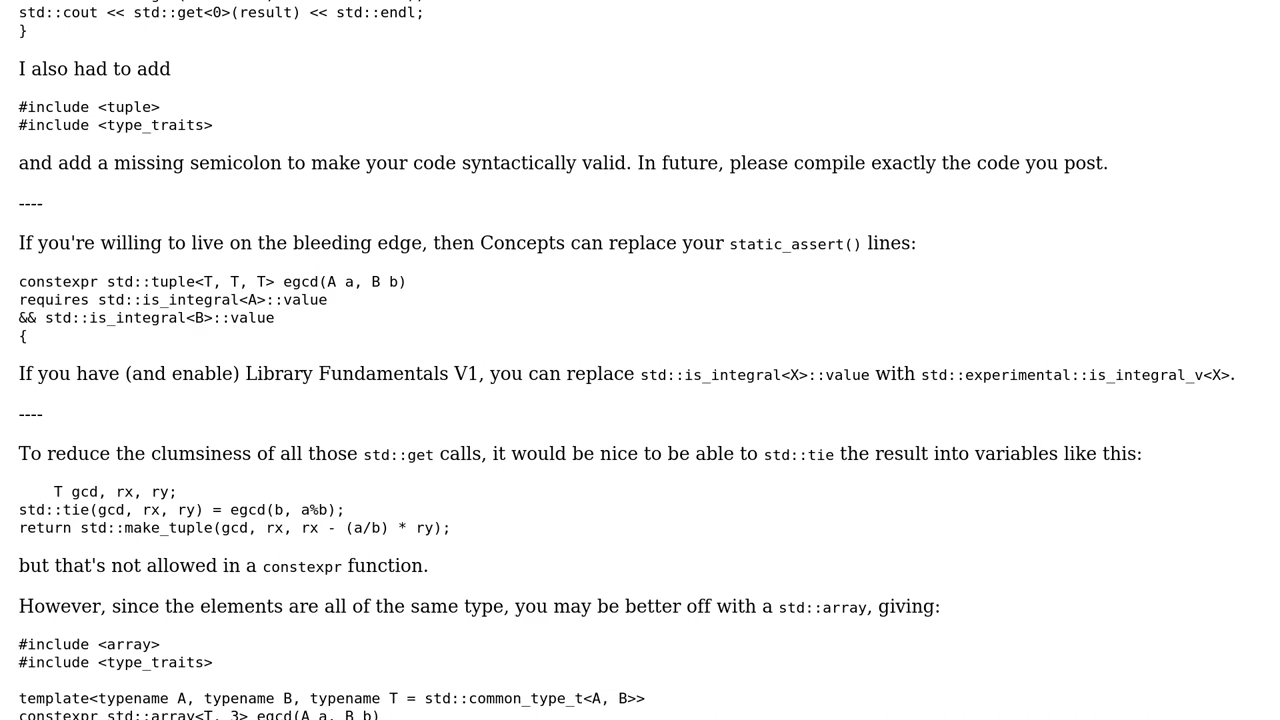 std::cout << std::get<0>(result) << std::endl;
}
I also had to add
#include <tuple>
#include <type_traits>
and add a missing semicolon to make your code syntactically valid. In future, please compile exactly the code you post.
----
If you're willing to live on the bleeding edge, then Concepts can replace your static_assert() lines:
constexpr std::tuple<T, T, T> egcd(A a, B b)
requires std::is_integral<A>::value
&& std::is_integral<B>::value
{
If you have (and enable) Library Fundamentals V1, you can replace std::is_integral<X>::value with std::experimental::is_integral_v<X>.
----
To reduce the clumsiness of all those std::get calls, it would be nice to be able to std::tie the result into variables like this:
    T gcd, rx, ry;
std::tie(gcd, rx, ry) = egcd(b, a%b);
return std::make_tuple(gcd, rx, rx - (a/b) * ry);
but that's not allowed in a constexpr function.
However, since the elements are all of the same type, you may be better off with a std::array, giving:
#include <array>
#include <type_traits>
template<typename A, typename B, typename T = std::common_type_t<A, B>>
constexpr std::array<T, 3> egcd(A a, B b)